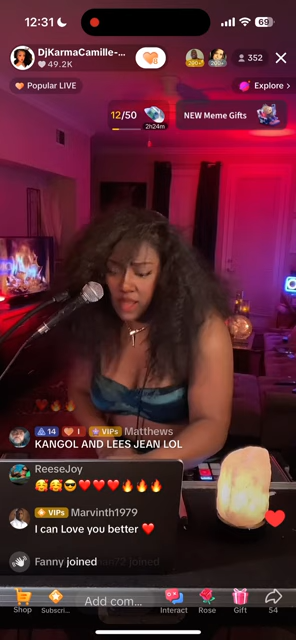 12:31
69
DjKarmaCamille-...
49.2K
352
Popular LIVE
Explore >
12/50
2h24m
NEW Meme Gifts
14 1 VIPs Matthews
KANGOL AND LEES JEAN LOL
ReeseJoy
🥰🥰😎❤️❤️❤️🔥🔥🔥
VIPs Marvinth1979
I can Love you better ❤️
Fanny joined
Shop
Subscri...
Add com...
Interact
Rose
Gift
54